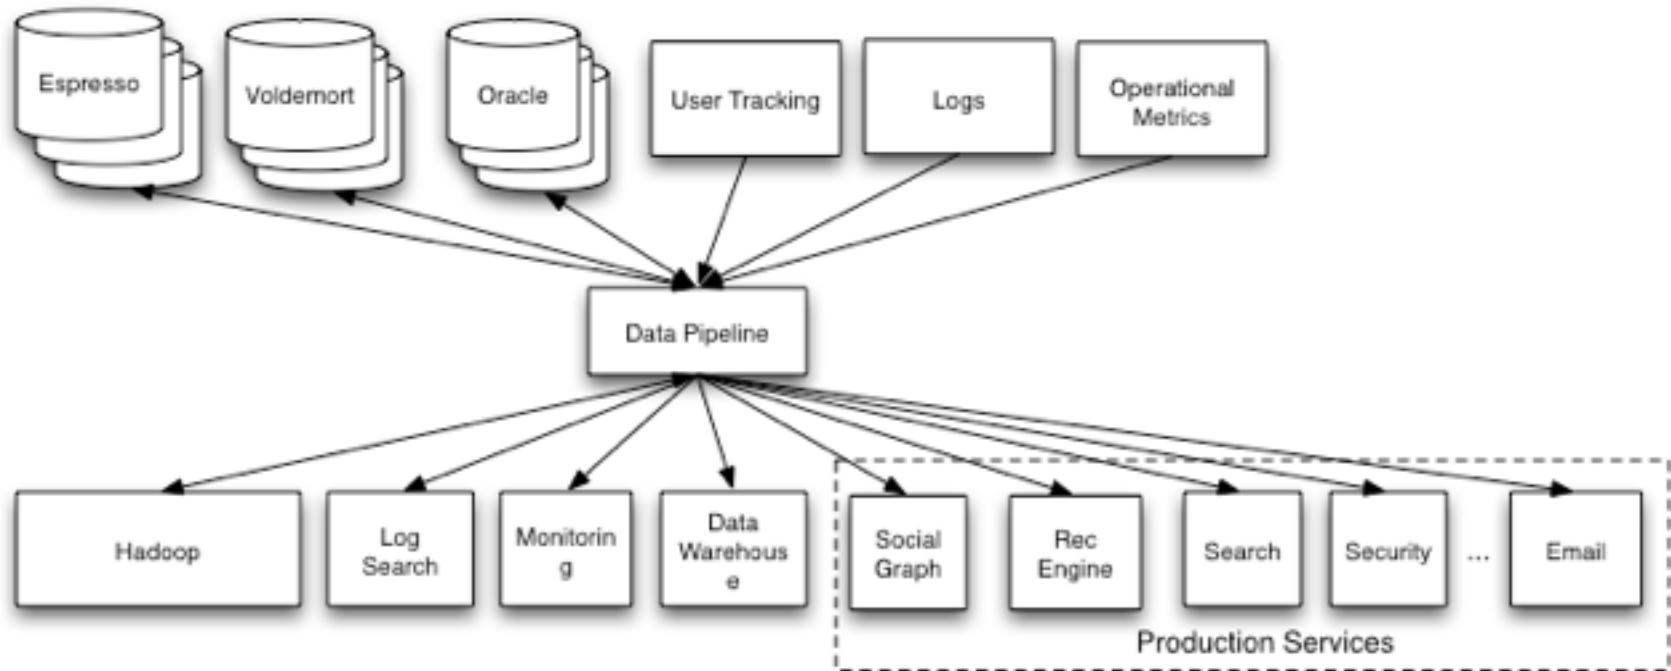 Espresso
Voldemort
Oracle
User Tracking
Logs
Operational
Metrics
Data Pipeline
Hadoop
Log
Search
Monitorin
g
Data
Warehous
e
Social
Graph
Rec
Engine
Search
Security
...
Email
Production Services